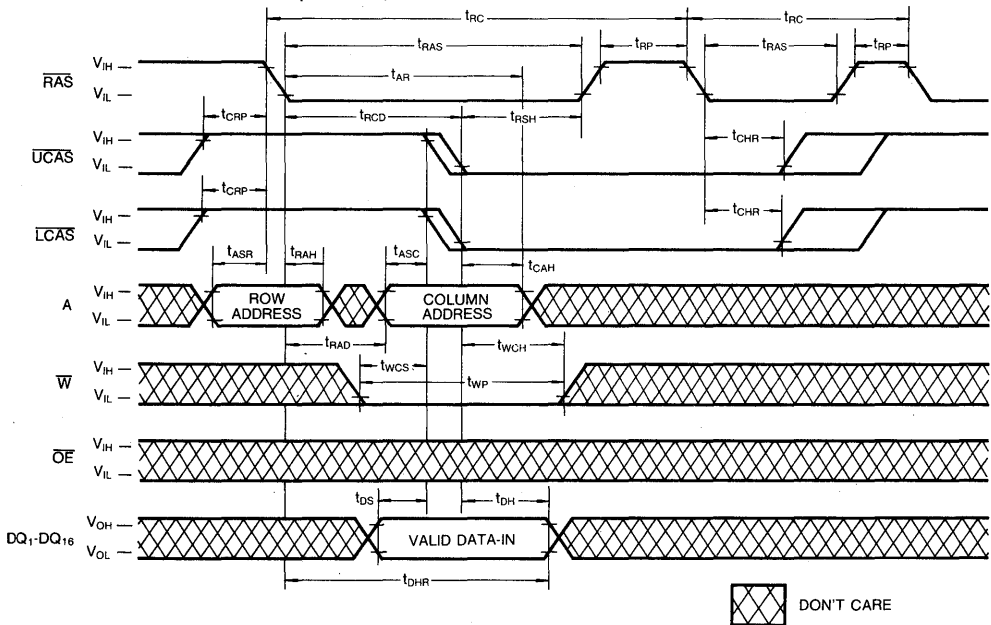 tRC
tRC
tRAS
tRP
tRAS
tRP
tAR
RAS
VIH
VIL
tCRP
tRCD
tRSH
UCAS
VIH
VIL
tCHR
tCRP
LCAS
VIH
VIL
tCHR
tASR
tRAH
tASC
tCAH
A
VIH
VIL
ROW
ADDRESS
COLUMN
ADDRESS
tRAD
tWCS
tWCH
tWP
W
VIH
VIL
OE
VIH
VIL
tDS
tDH
DQ1-DQ16
VOH
VOL
VALID DATA-IN
tDHR
DON'T CARE